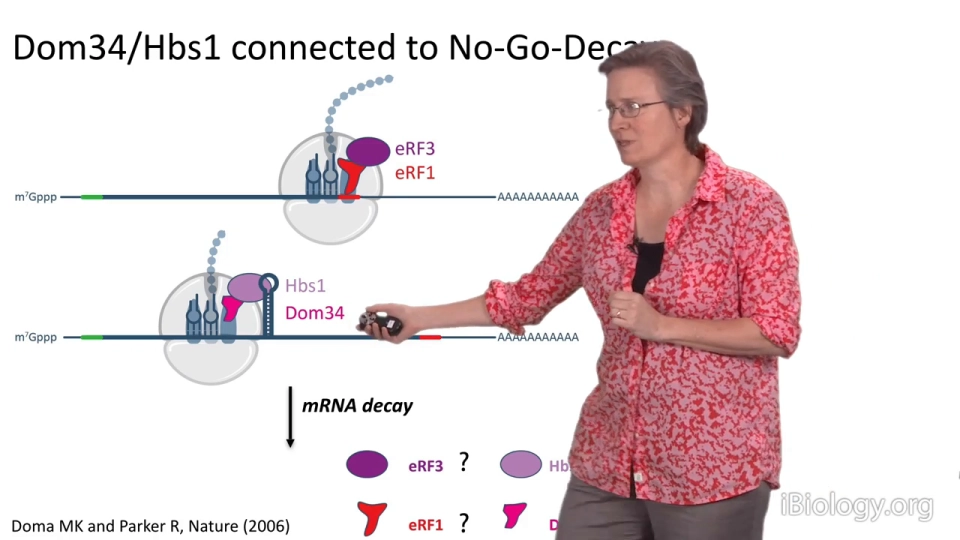 Dom34/Hbs1 connected to No-Go-Decay
eRF3
eRF1
m⁷Gppp
AAAAAAAAAAA
Hbs1
Dom34
m⁷Gppp
AAAAAAAAAAA
mRNA decay
eRF3 ? Hb
eRF1 ? D
iBiology.org
Doma MK and Parker R, Nature (2006)